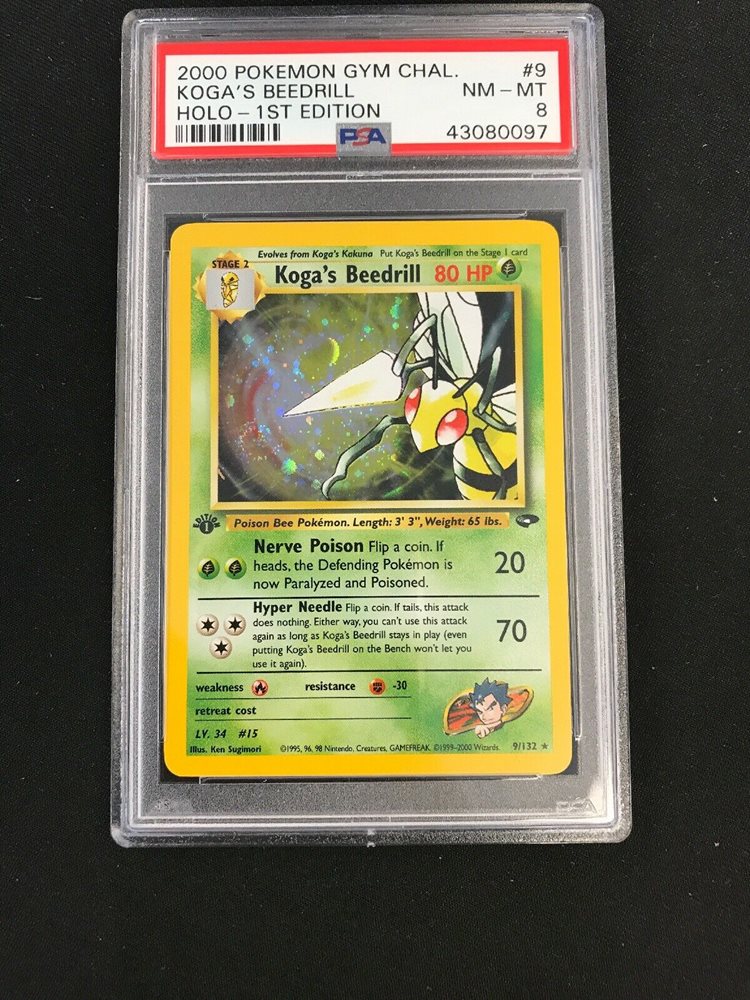 2000 POKEMON GYM CHAL. #9
KOGA'S BEEDRILL NM - MT
HOLO - 1ST EDITION 8
PSA 43080097
Evolves from Koga's Kakuna Put Koga's Beedrill on the Stage 1 card
STAGE 2
Koga's Beedrill 80 HP
EDITION
1
Poison Bee Pokémon. Length: 3' 3", Weight: 65 lbs.
Nerve Poison Flip a coin. If
heads, the Defending Pokémon is 20
now Paralyzed and Poisoned.
Hyper Needle Flip a coin. If tails, this attack
does nothing. Either way, you can't use this
attack again as long as Koga's Beedrill stays in play (even 70
putting Koga's Beedrill on the Bench won't let you
use it again).
weakness resistance -30
retreat cost
LV. 34 #15
Illus. Ken Sugimori ©1995, 96, 98 Nintendo, Creatures, GAMEFREAK. ©1999-2000 Wizards. 9/132 ★
PSA